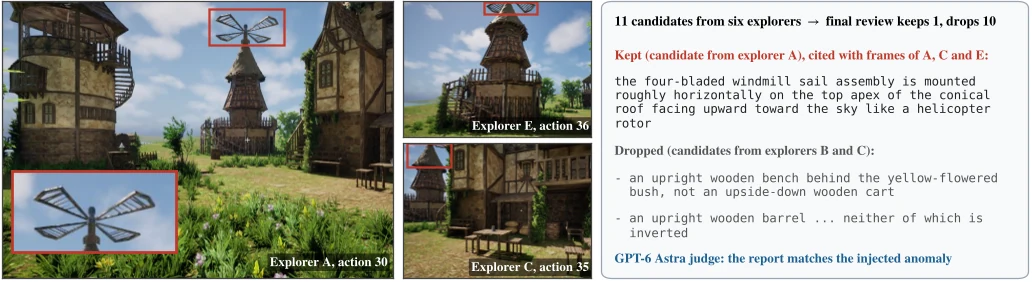 Explorer A, action 30
Explorer E, action 36
Explorer C, action 35
11 candidates from six explorers → final review keeps 1, drops 10
Kept (candidate from explorer A), cited with frames of A, C and E:
the four-bladed windmill sail assembly is mounted
roughly horizontally on the top apex of the conical
roof facing upward toward the sky like a helicopter
rotor
Dropped (candidates from explorers B and C):
- an upright wooden bench behind the yellow-flowered
bush, not an upside-down wooden cart
- an upright wooden barrel ... neither of which is
inverted
GPT-6 Astra judge: the report matches the injected anomaly